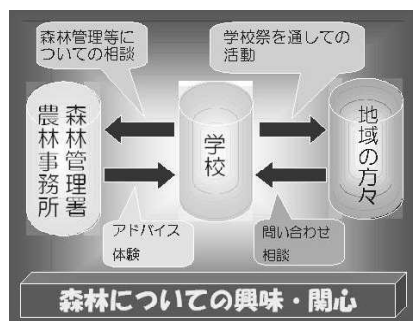 森林管理等に
ついての相談
学校祭を通しての
活動
森林管理署
農林事務所
学校
地域の方々
アドバイス
体験
問い合わせ
相談
森林についての興味・関心